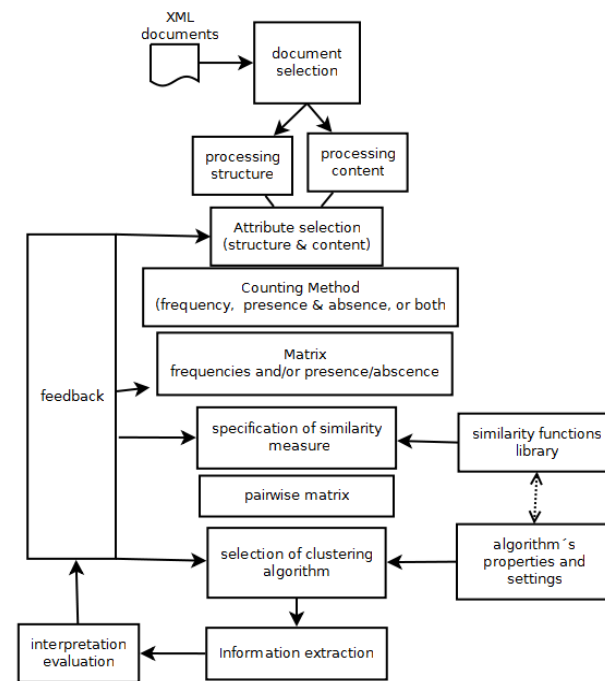 XML
documents
document
selection
processing
structure
processing
content
Attribute selection
(structure & content)
Counting Method
(frequency, presence & absence, or both
Matrix
frequencies and/or presence/abscence
feedback
specification of similarity
measure
similarity functions
library
pairwise matrix
selection of clustering
algorithm
algorithm´s
properties and
settings
interpretation
evaluation
Information extraction